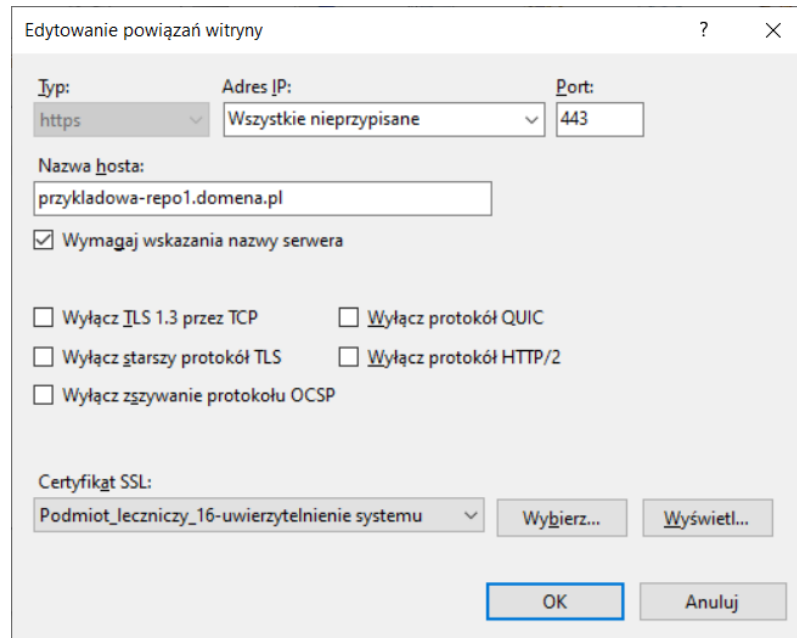 Edytowanie powiązań witryny ?
Typ: Adres IP: Port:
https Wszystkie nieprzypisane 443
Nazwa hosta:
przykladowa-repo1.domena.pl
Wymagaj wskazania nazwy serwera
Wyłącz TLS 1.3 przez TCP Wyłącz protokół QUIC
Wyłącz starszy protokół TLS Wyłącz protokół HTTP/2
Wyłącz zszywanie protokołu OCSP
Certyfikat SSL:
Podmiot_leczniczy_16-uwierzytelnienie systemu Wybierz... Wyświetl...
OK Anuluj